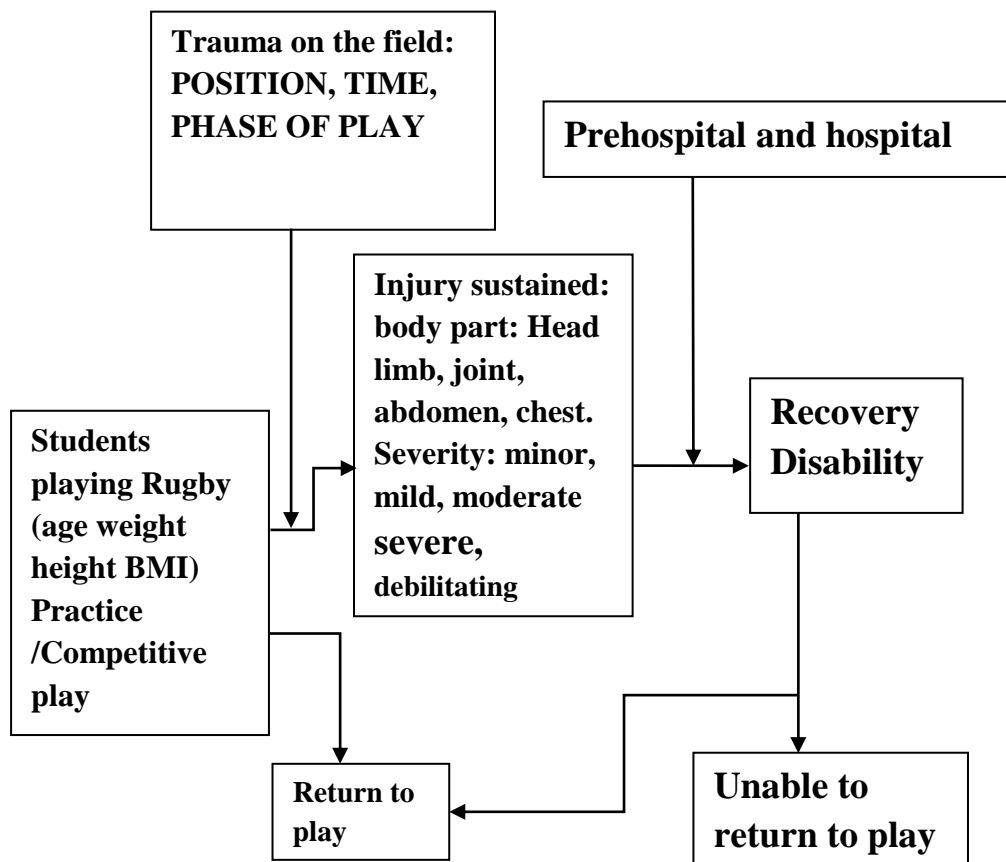 Trauma on the field:
POSITION, TIME,
PHASE OF PLAY
Prehospital and hospital
Injury sustained:
body part: Head
limb, joint,
abdomen, chest.
Severity: minor,
mild, moderate
severe,
debilitating
Recovery
Disability
Students
playing Rugby
(age weight
height BMI)
Practice
/Competitive
play
Return to
play
Unable to
return to play